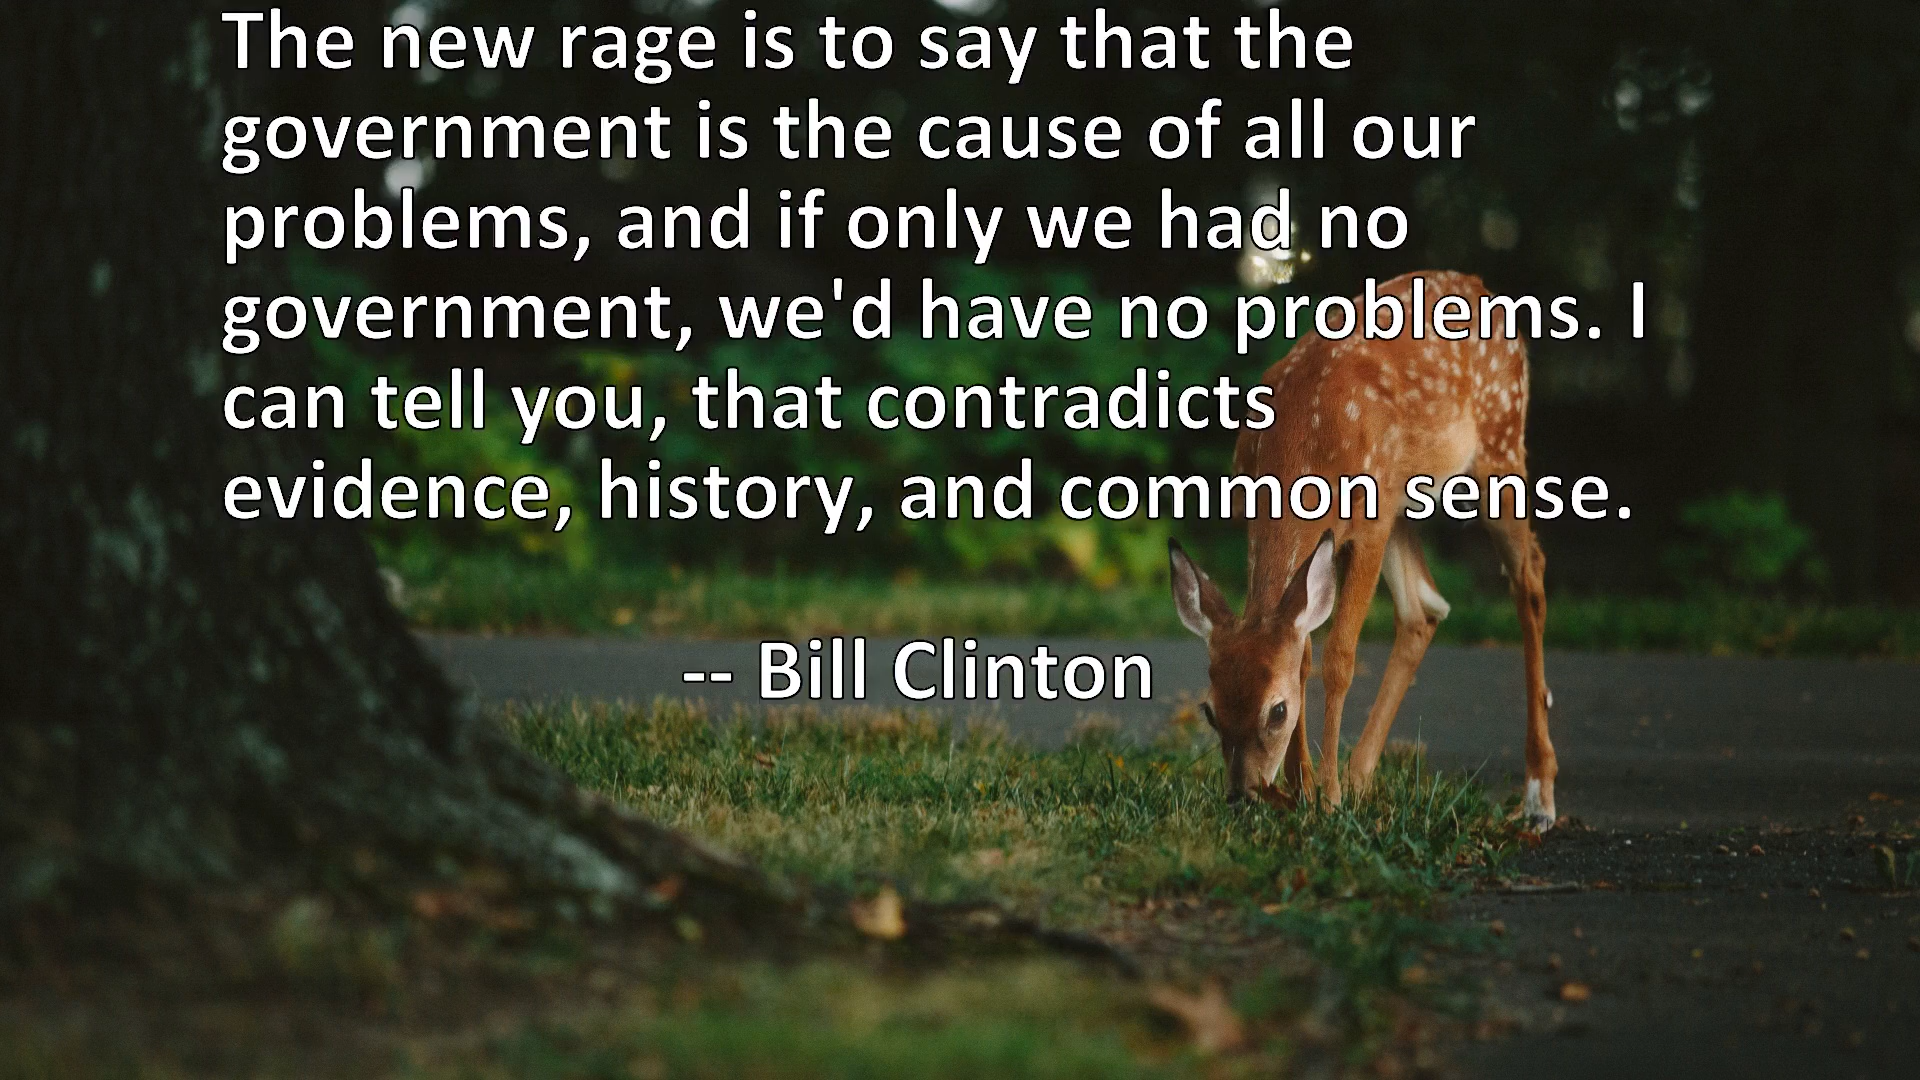 The new rage is to say that the
government is the cause of all our
problems, and if only we had no
government, we'd have no problems. I
can tell you, that contradicts
evidence, history, and common sense.
-- Bill Clinton